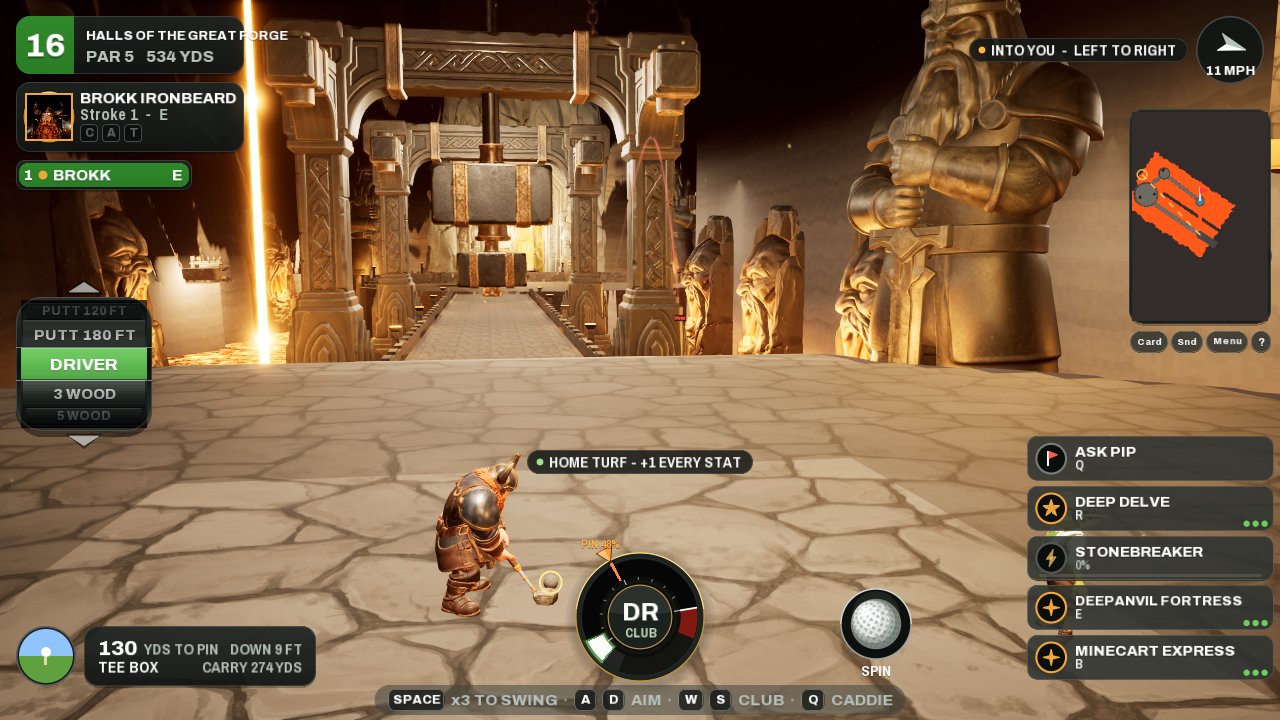 16
HALLS OF THE GREAT FORGE
PAR 5 534 YDS
BROKK IRONBEARD
Stroke 1 - E
C A T
1 BROKK E
INTO YOU - LEFT TO RIGHT
11 MPH
Card Snd Menu ?
PUTT 120 FT
PUTT 180 FT
DRIVER
3 WOOD
5 WOOD
HOME TURF - +1 EVERY STAT
ASK PIP
Q
DEEP DELVE
R
STONEBREAKER
0%
DEEPANVIL FORTRESS
E
MINECART EXPRESS
B
PIN 48%
DR
CLUB
SPIN
130 YDS TO PIN DOWN 9 FT
TEE BOX CARRY 274 YDS
SPACE x3 TO SWING · A D AIM · W S CLUB · Q CADDIE